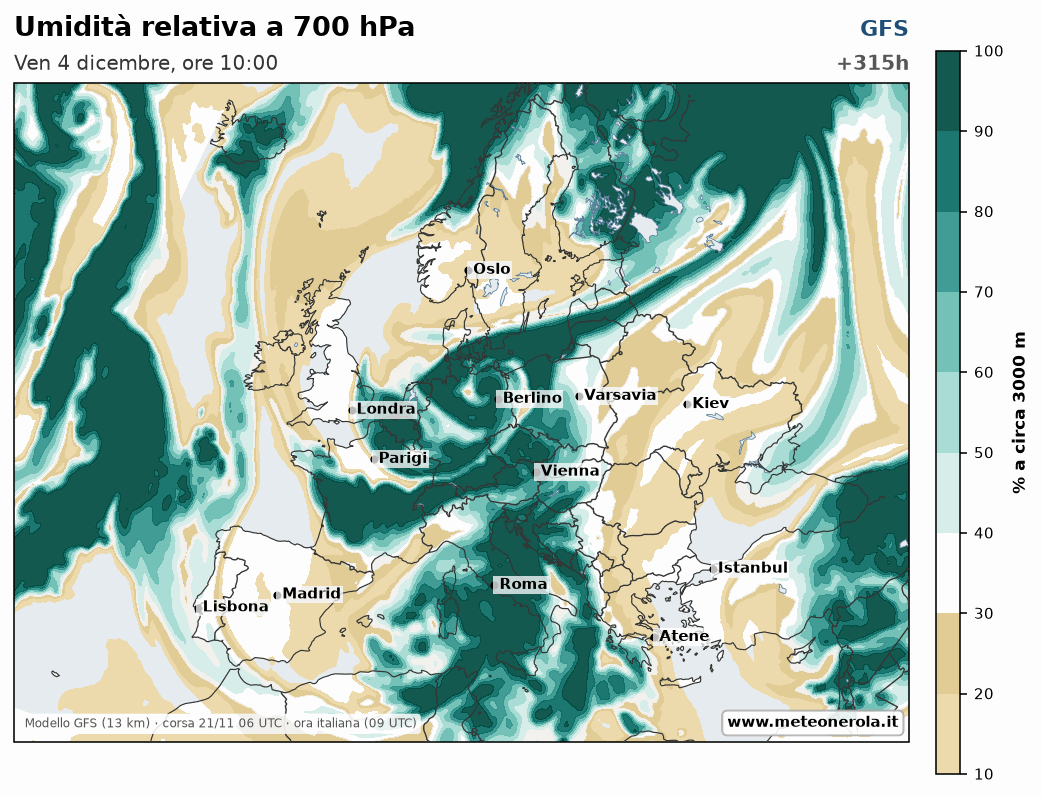 Umidità relativa a 700 hPa
GFS
Ven 4 dicembre, ore 10:00
+315h
100
90
80
70
60
50
40
30
20
10
% a circa 3000 m
Oslo
Berlino
Varsavia
Kiev
Londra
Parigi
Vienna
Istanbul
Roma
Madrid
Lisbona
Atene
Modello GFS (13 km) · corsa 21/11 06 UTC · ora italiana (09 UTC)
www.meteonerola.it